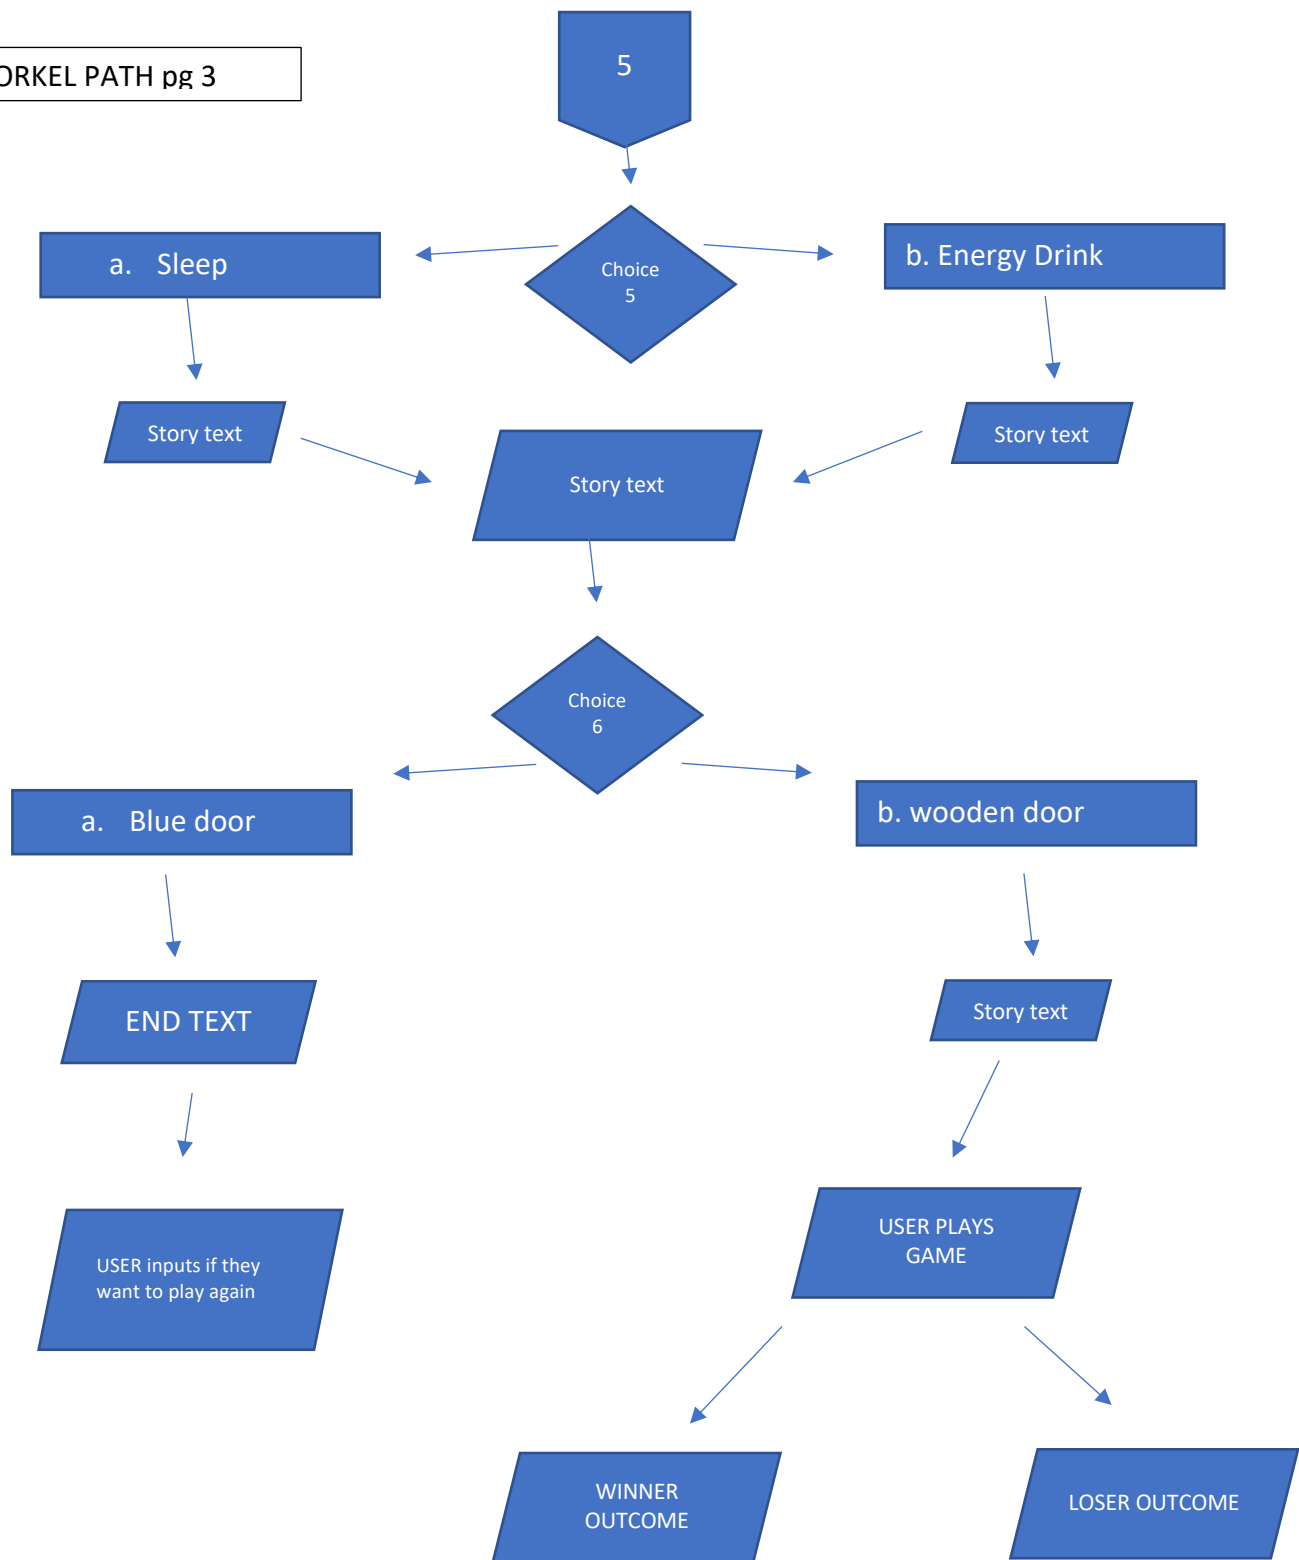 ORKEL PATH pg 3
5
a. Sleep
Choice
5
b. Energy Drink
Story text
Story text
Story text
Choice
6
a. Blue door
b. wooden door
END TEXT
Story text
USER inputs if they
want to play again
USER PLAYS
GAME
WINNER
OUTCOME
LOSER OUTCOME